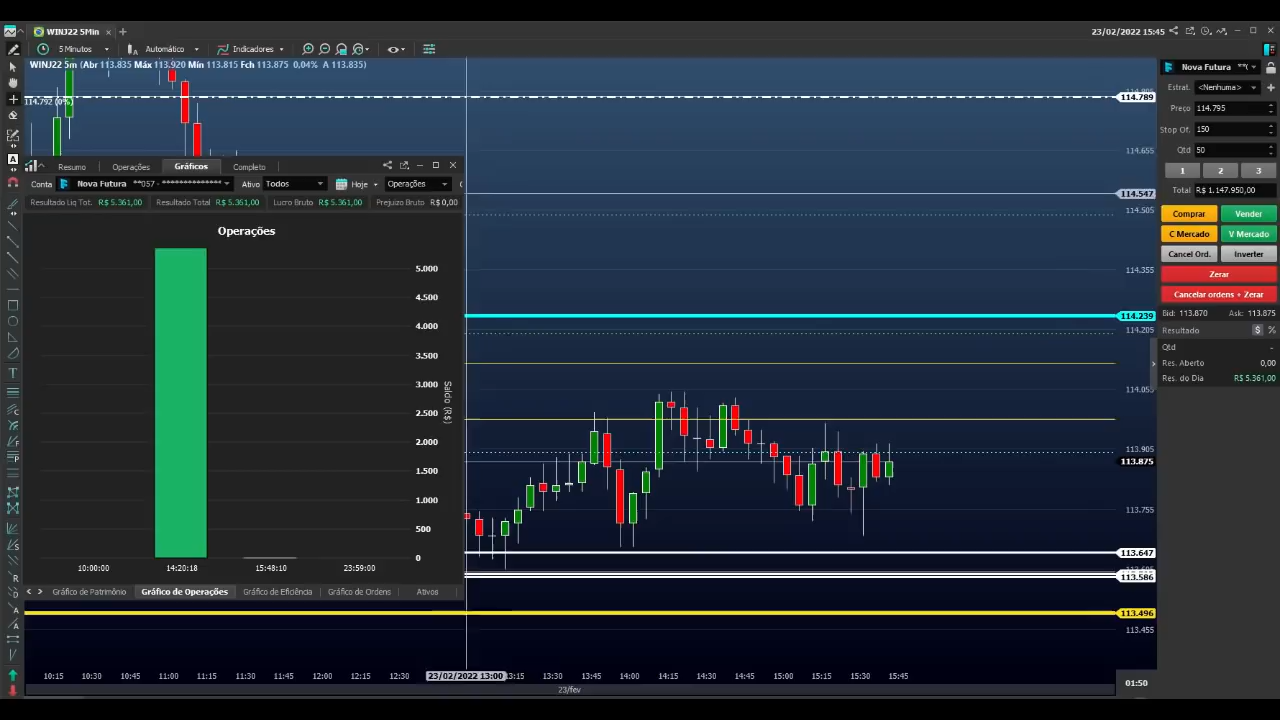 WINJ22 5Min
23/02/2022 15:45
5 Minutos
Automático
Indicadores
WINJ22 5m (Abr 113.835 Máx 113.920 Mín 113.815 Fch 113.875 0,04% A 113.835)
114.792 (0%)
114.789
114.655
114.547
114.505
114.355
114.239
114.205
114.055
113.905
113.875
113.755
113.647
113.586
113.496
113.455
Resumo
Operações
Gráficos
Completo
Conta
Nova Futura **057 - ***************
Ativo
Todos
Hoje
Operações
Resultado Liq Tot. R$ 5.361,00
Resultado Total R$ 5.361,00
Lucro Bruto R$ 5.361,00
Prejuizo Bruto R$ 0,00
Operações
5.000
4.500
4.000
3.500
3.000
2.500
2.000
1.500
1.000
500
0
Saldo (R$)
10:00:00
14:20:18
15:48:10
23:59:00
Gráfico de Patrimônio
Gráfico de Operações
Gráfico de Eficiência
Gráfico de Ordens
Ativos
10:15 10:30 10:45 11:00 11:15 11:30 11:45 12:00 12:15 12:30 23/02/2022 13:00 13:15 13:30 13:45 14:00 14:15 14:30 14:45 15:00 15:15 15:30 15:45
23/fev
01:50
Nova Futura
Estrat. <Nenhuma>
Preço 114.795
Stop Of. 150
Qtd 50
1 2 3
Total R$ 1.147.950,00
Comprar Vender
C Mercado V Mercado
Cancel Ord. Inverter
Zerar
Cancelar ordens + Zerar
Bid: 113.870 Ask: 113.875
Resultado $ %
Qtd -
Res. Aberto 0,00
Res. do Dia R$ 5.361,00